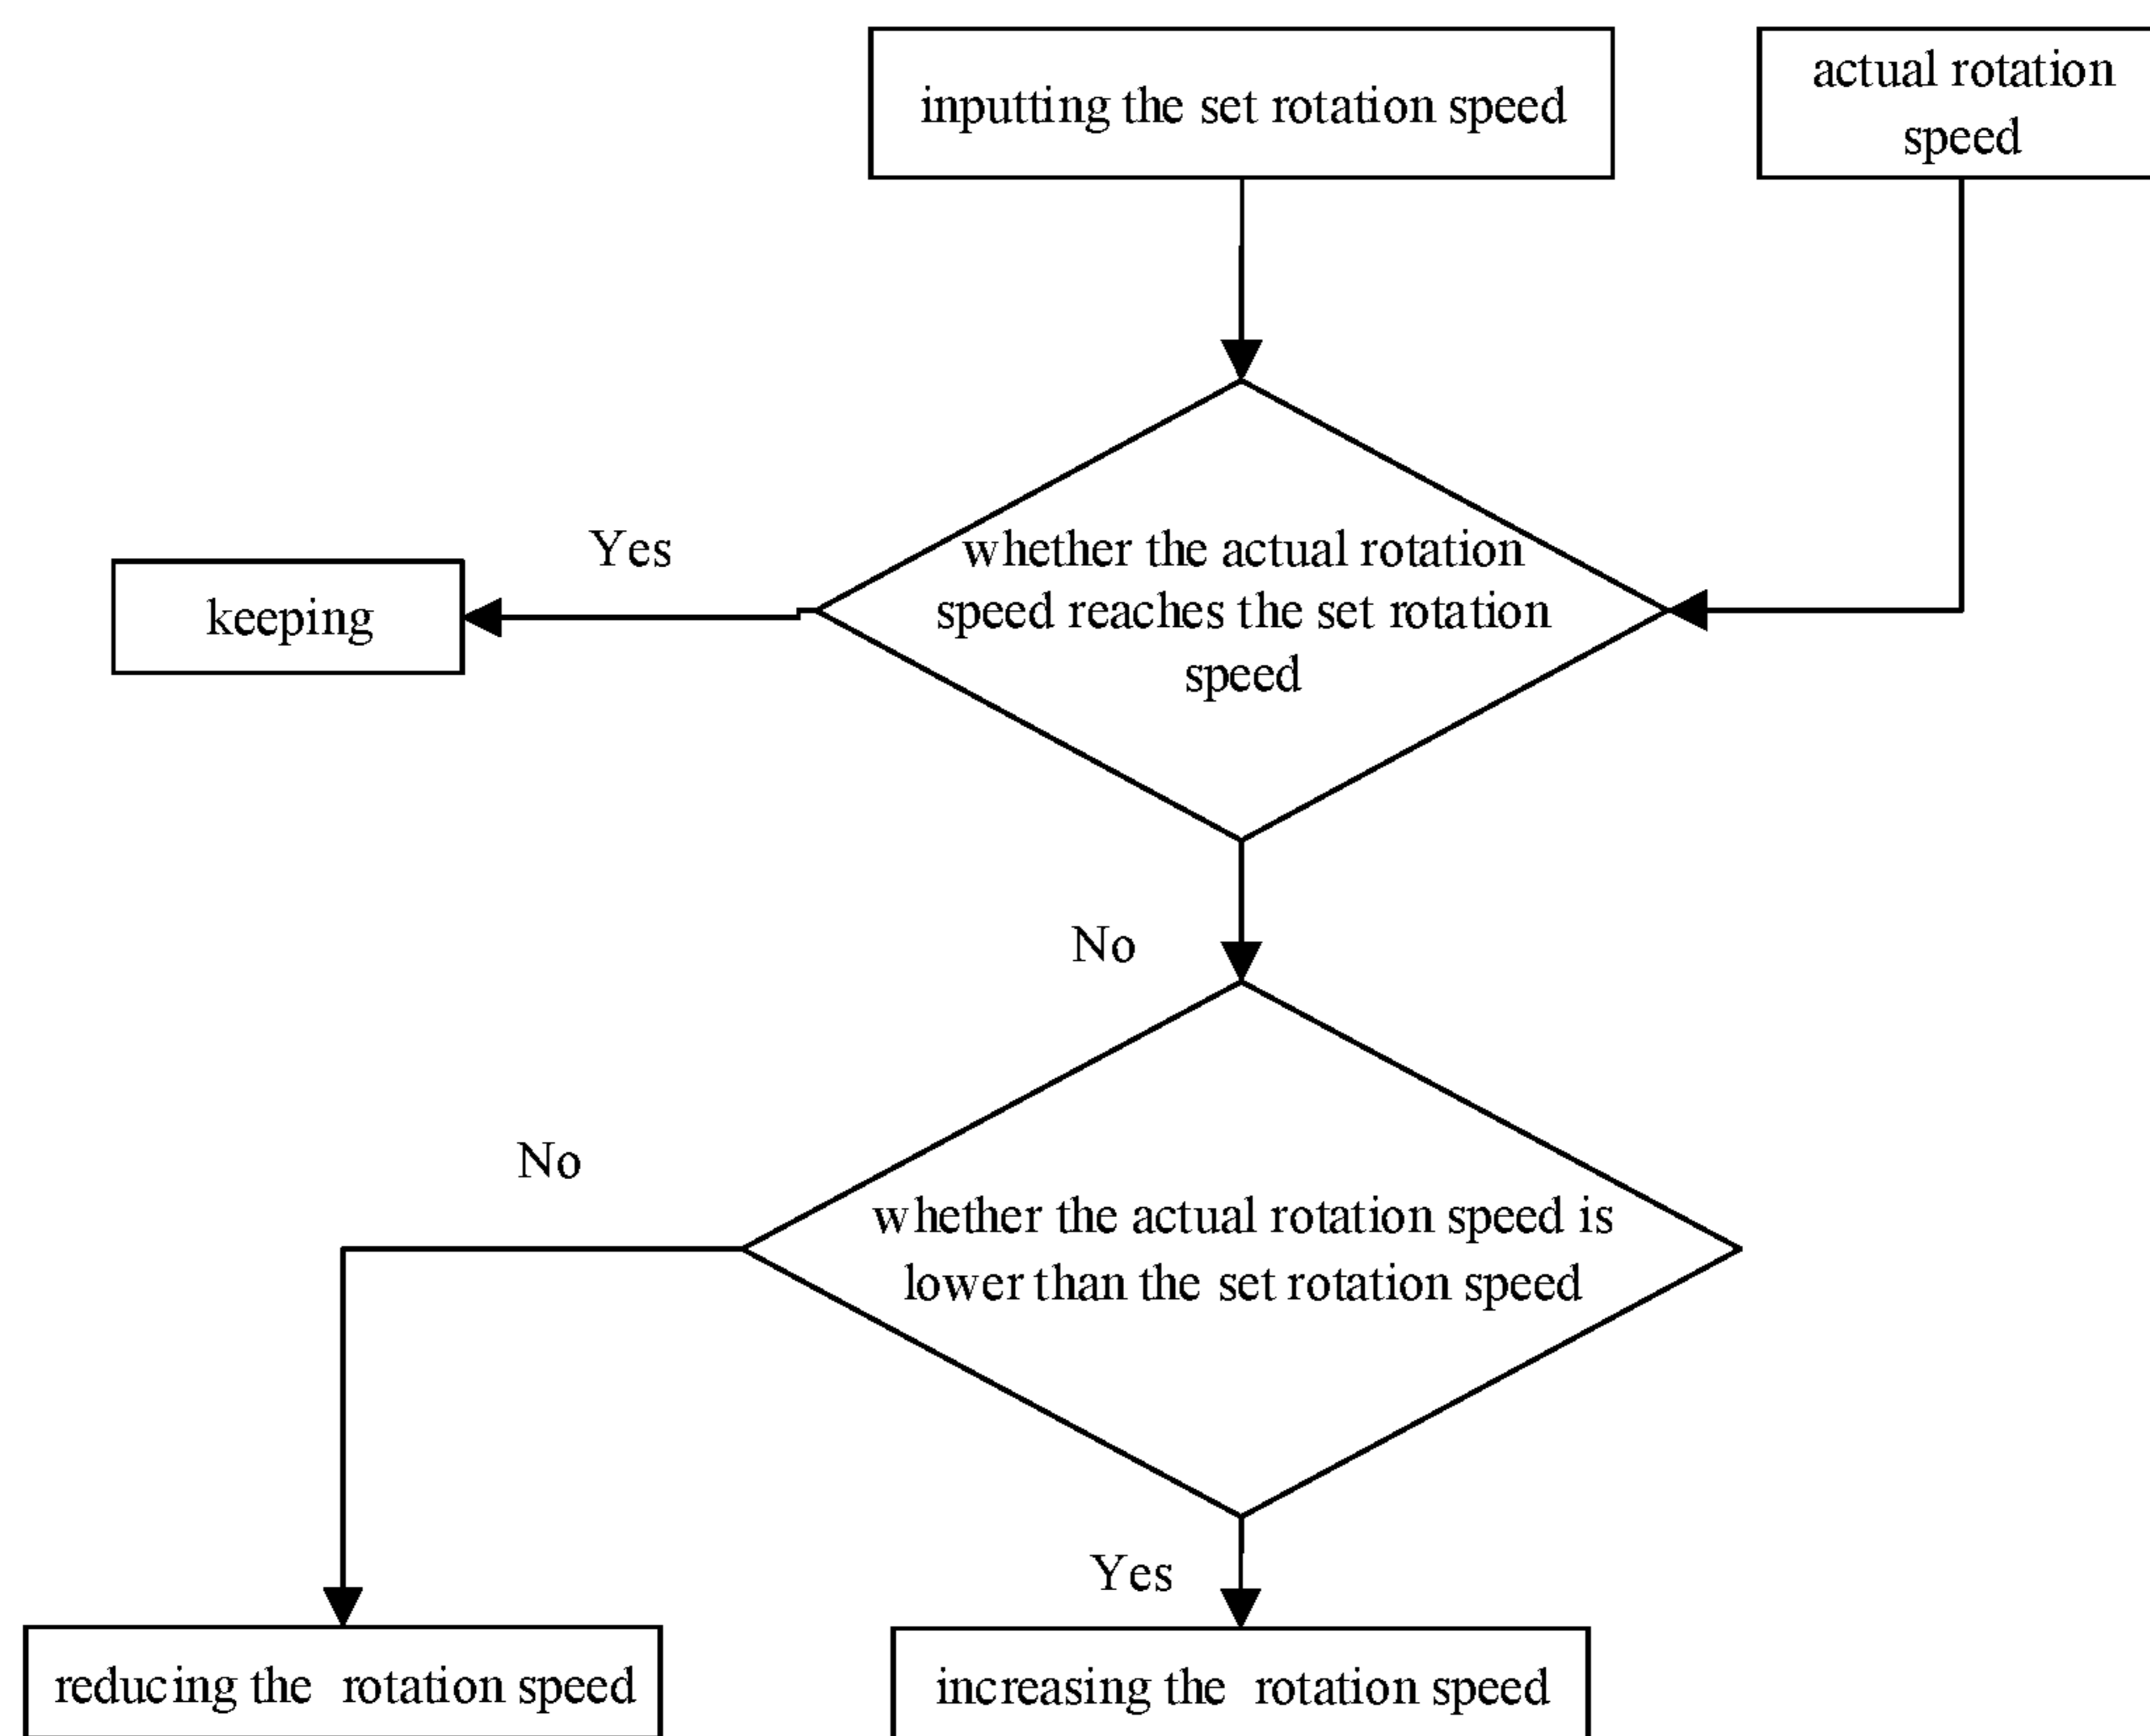 inputting the set rotation speed
actual rotation
speed
whether the actual rotation
speed reaches the set rotation
speed
Yes
keeping
No
whether the actual rotation speed is
lower than the set rotation speed
No
Yes
reducing the rotation speed
increasing the rotation speed